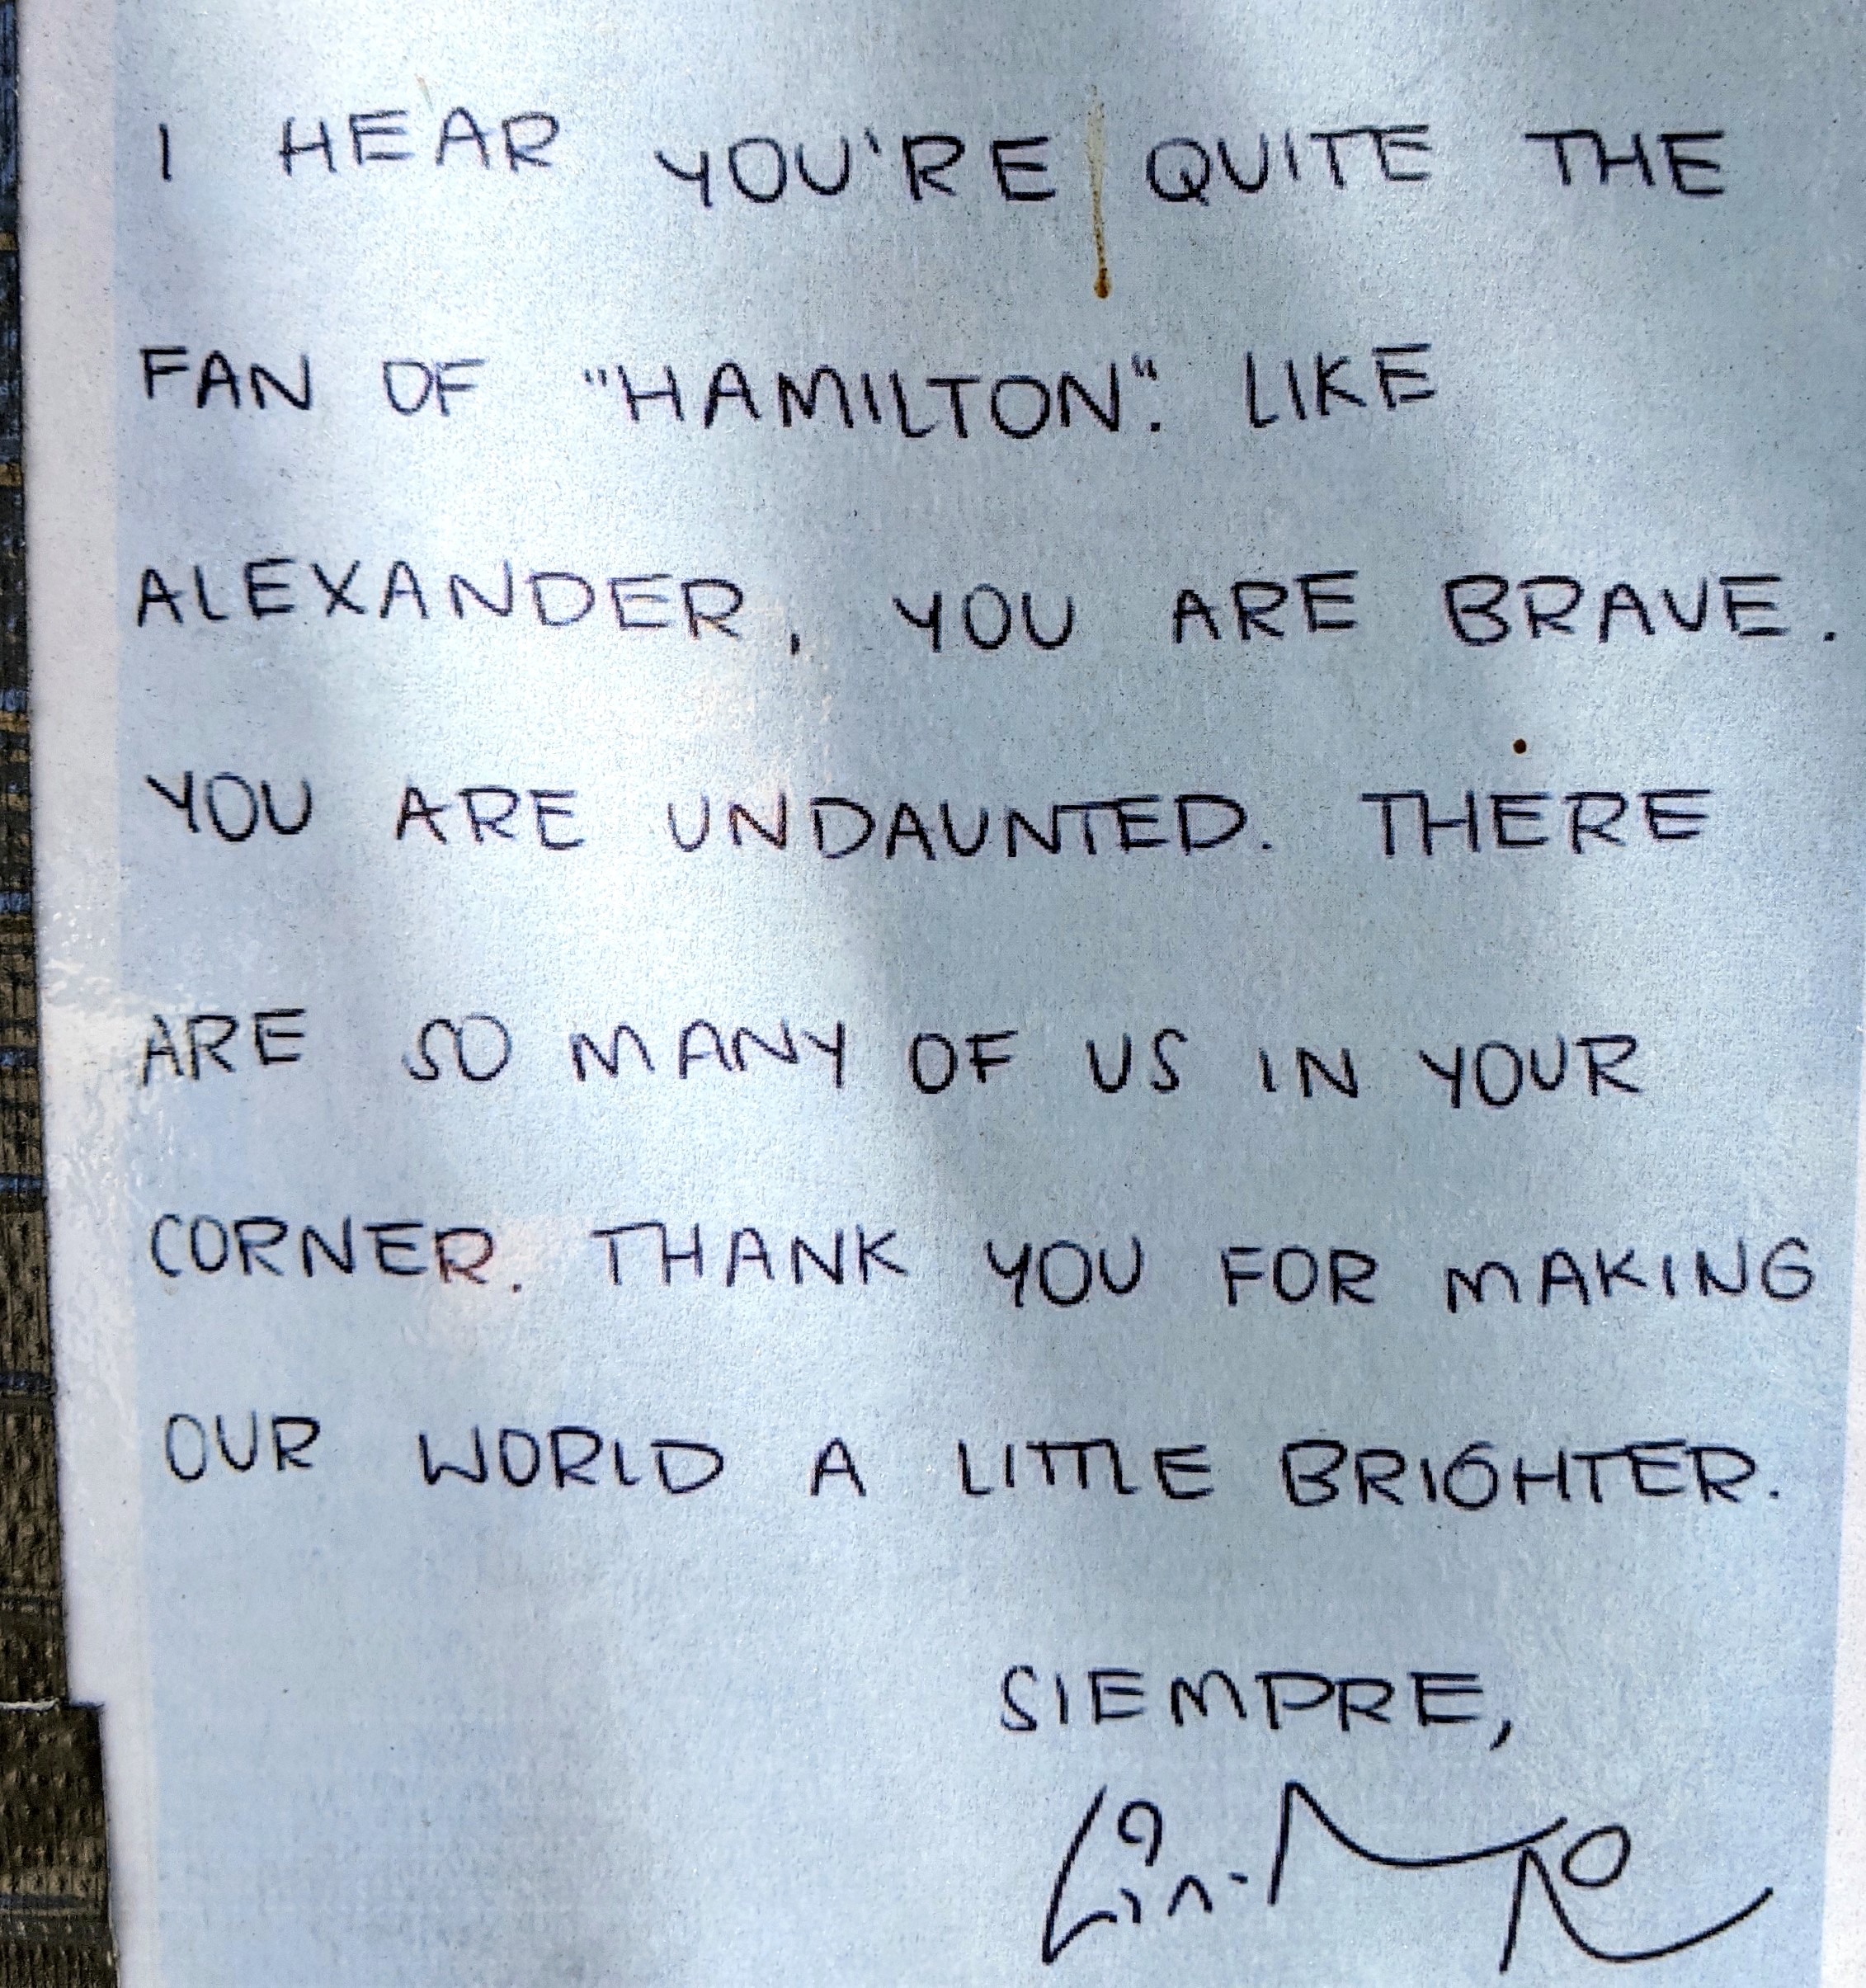 I HEAR YOU'RE QUITE THE
FAN OF "HAMILTON". LIKE
ALEXANDER, YOU ARE BRAVE.
YOU ARE UNDAUNTED. THERE
ARE SO MANY OF US IN YOUR
CORNER. THANK YOU FOR MAKING
OUR WORLD A LITTLE BRIGHTER.
SIEMPRE,
Lin-